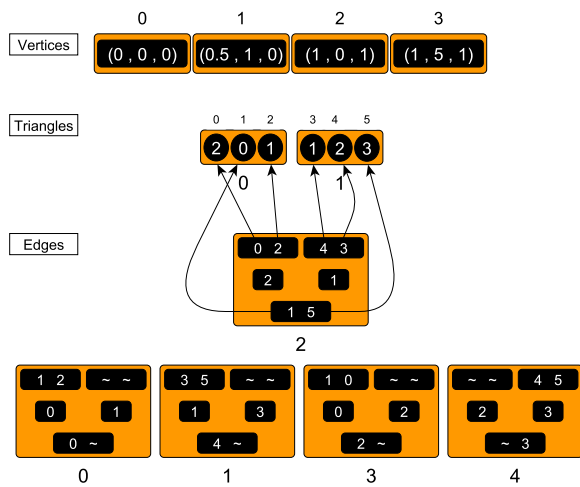 0 1 2 3
Vertices (0 , 0 , 0) (0.5 , 1 , 0) (1 , 0 , 1) (1 , 5 , 1)
0 1 2 3 4 5
Triangles 2 0 1 1 2 3
0 1
Edges 0 2 4 3
2 1
1 5
2
1 2 ~ ~ 3 5 ~ ~ 1 0 ~ ~ ~ ~ 4 5
0 1 1 3 0 2 2 3
0 ~ 4 ~ 2 ~ ~ 3
0 1 3 4